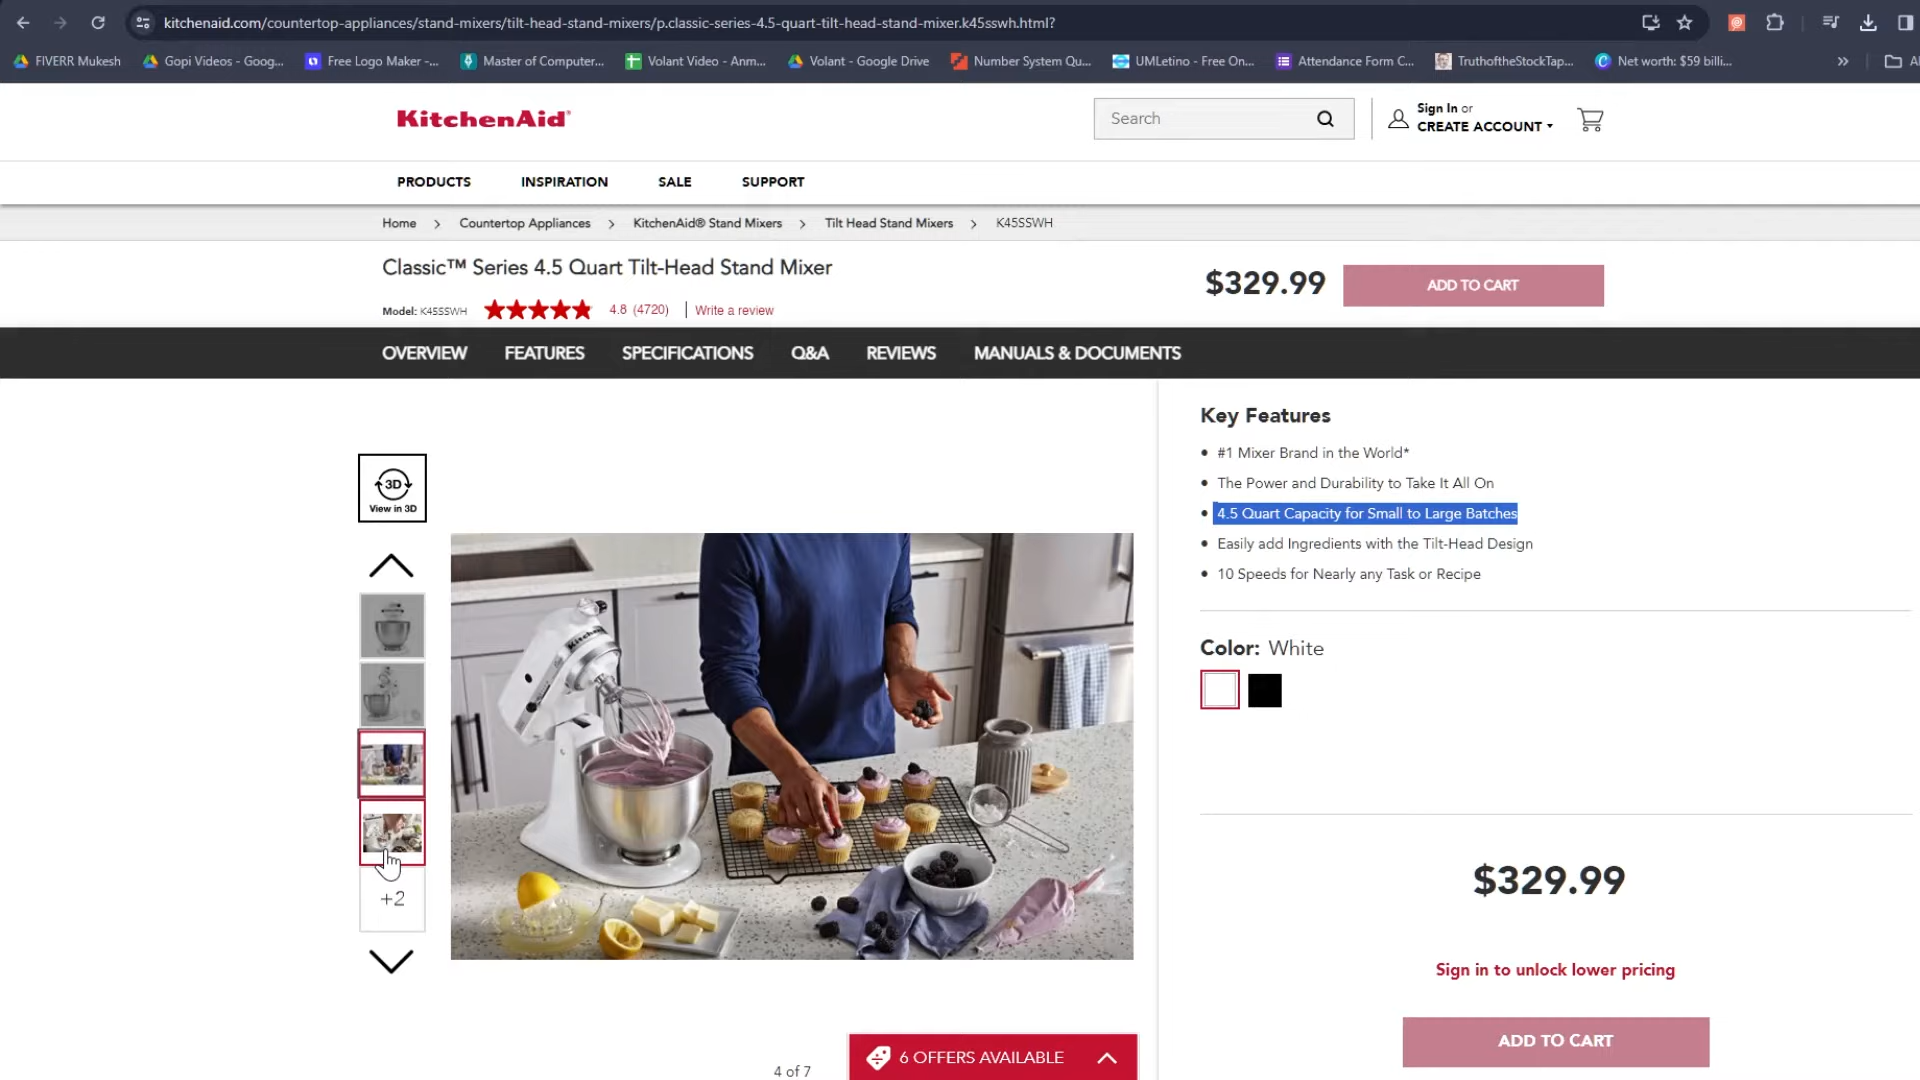 kitchenaid.com/countertop-appliances/stand-mixers/tilt-head-stand-mixers/p.classic-series-4.5-quart-tilt-head-stand-mixer.k45sswh.html?
FIVERR Mukesh
Gopi Videos - Goog...
Free Logo Maker -...
Master of Computer...
Volant Video - Anm...
Volant - Google Drive
Number System Qu...
UMLetino - Free On...
Attendance Form C...
TruthoftheStockTap...
Net worth: $59 billi...
»
KitchenAid
Search
Sign In or
CREATE ACCOUNT
PRODUCTS
INSPIRATION
SALE
SUPPORT
Home > Countertop Appliances > KitchenAid® Stand Mixers > Tilt Head Stand Mixers > K45SSWH
Classic™ Series 4.5 Quart Tilt-Head Stand Mixer
$329.99
ADD TO CART
Model: K45SSWH
4.8 (4720)
Write a review
OVERVIEW
FEATURES
SPECIFICATIONS
Q&A
REVIEWS
MANUALS & DOCUMENTS
3D
View in 3D
+2
KitchenAid
4 of 7
6 OFFERS AVAILABLE
Key Features
• #1 Mixer Brand in the World*
• The Power and Durability to Take It All On
• 4.5 Quart Capacity for Small to Large Batches
• Easily add Ingredients with the Tilt-Head Design
• 10 Speeds for Nearly any Task or Recipe
Color: White
$329.99
Sign in to unlock lower pricing
ADD TO CART